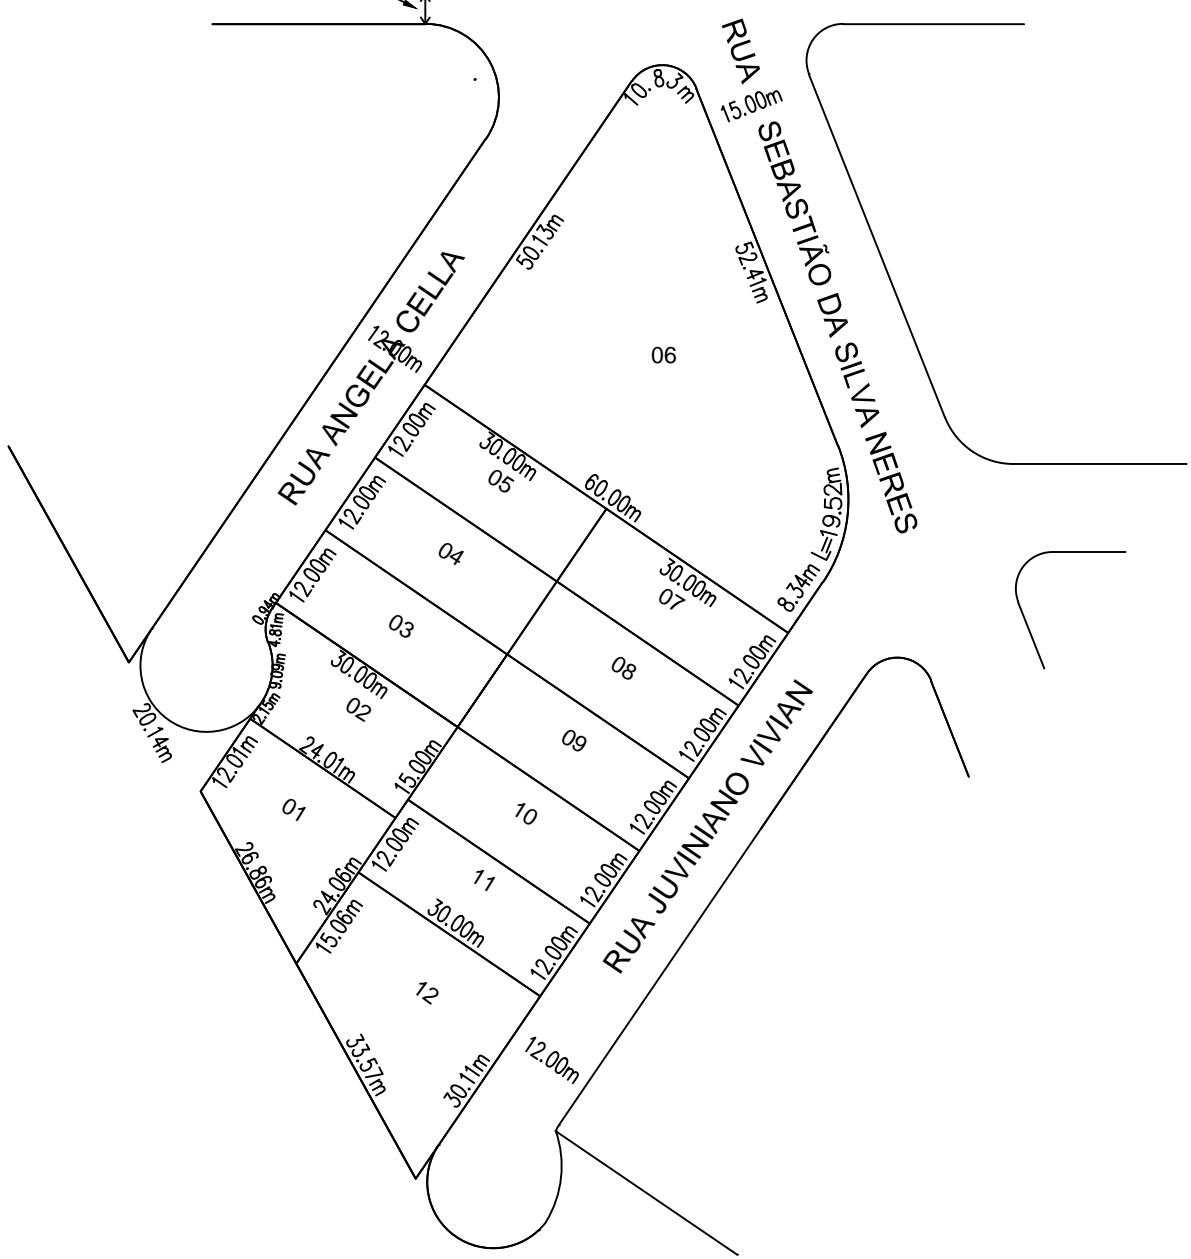 RUA SEBASTIÃO DA SILVA NERES
15.00m
10.83m
50.13m
52.41m
06
RUA ANGELA CELLA
12.00m
12.00m
30.00m
05
60.00m
L=19.52m
8.34m
12.00m
04
30.00m
07
12.00m
03
08
12.00m
0.94m
4.81m
9.09m
2.15m
30.00m
02
09
12.00m
20.14m
12.01m
24.01m
15.00m
01
10
12.00m
12.00m
11
12.00m
26.86m
24.06m
15.06m
30.00m
12.00m
RUA JUVINIANO VIVIAN
12
33.57m
30.11m
12.00m